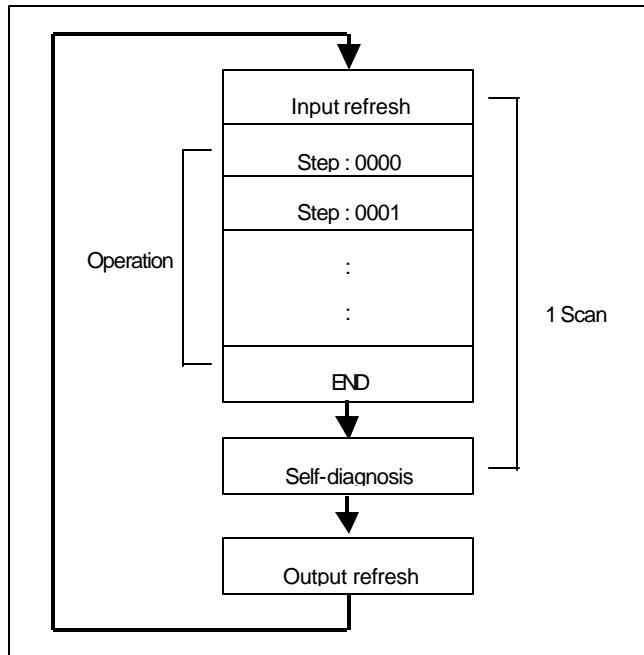 Input refresh
Step : 0000
Step : 0001
Operation
:
:
1 Scan
END
Self-diagnosis
Output refresh